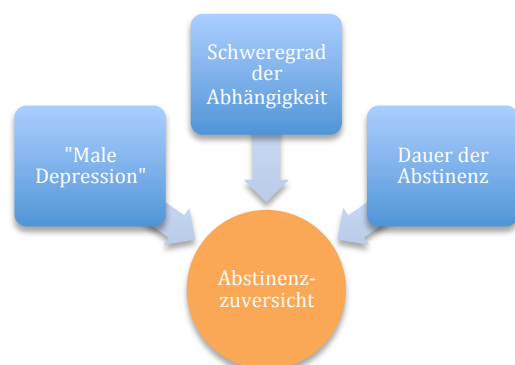 Schweregrad
der
Abhängigkeit
"Male
Depression"
Dauer der
Abstinenz
Abstinenz-
zuversicht